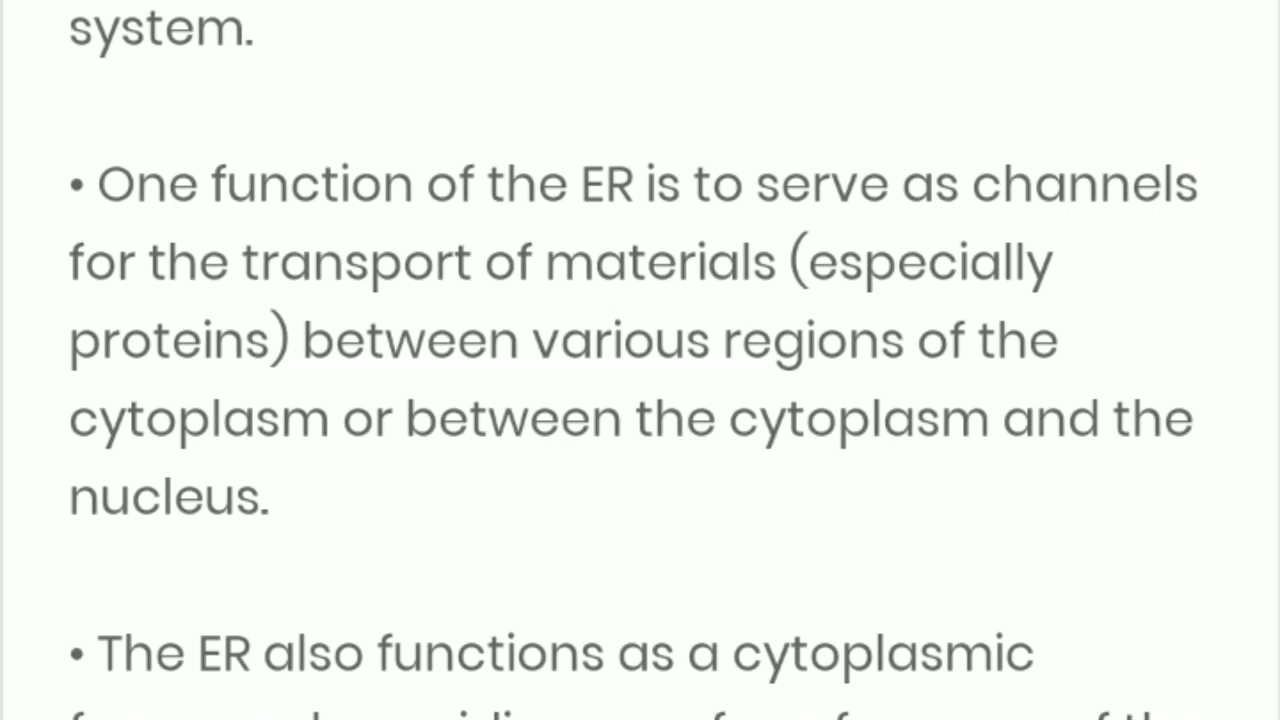 system.
• One function of the ER is to serve as channels
for the transport of materials (especially
proteins) between various regions of the
cytoplasm or between the cytoplasm and the
nucleus.
• The ER also functions as a cytoplasmic